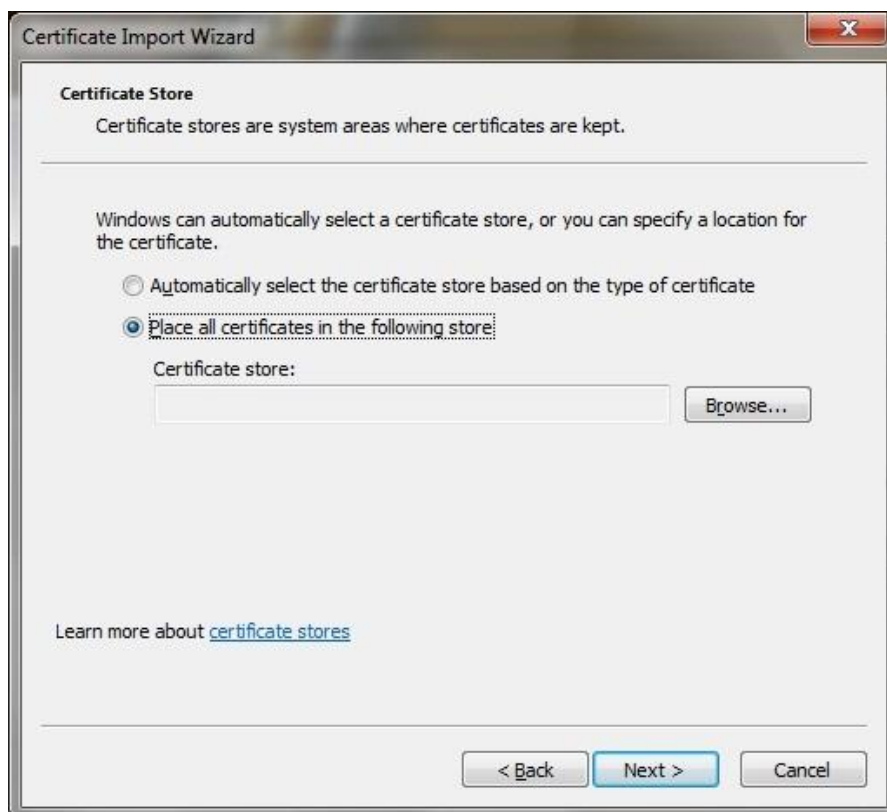 Certificate Import Wizard
Certificate Store
Certificate stores are system areas where certificates are kept.
Windows can automatically select a certificate store, or you can specify a location for
the certificate.
Automatically select the certificate store based on the type of certificate
Place all certificates in the following store
Certificate store:
Browse...
Learn more about certificate stores
< Back Next > Cancel